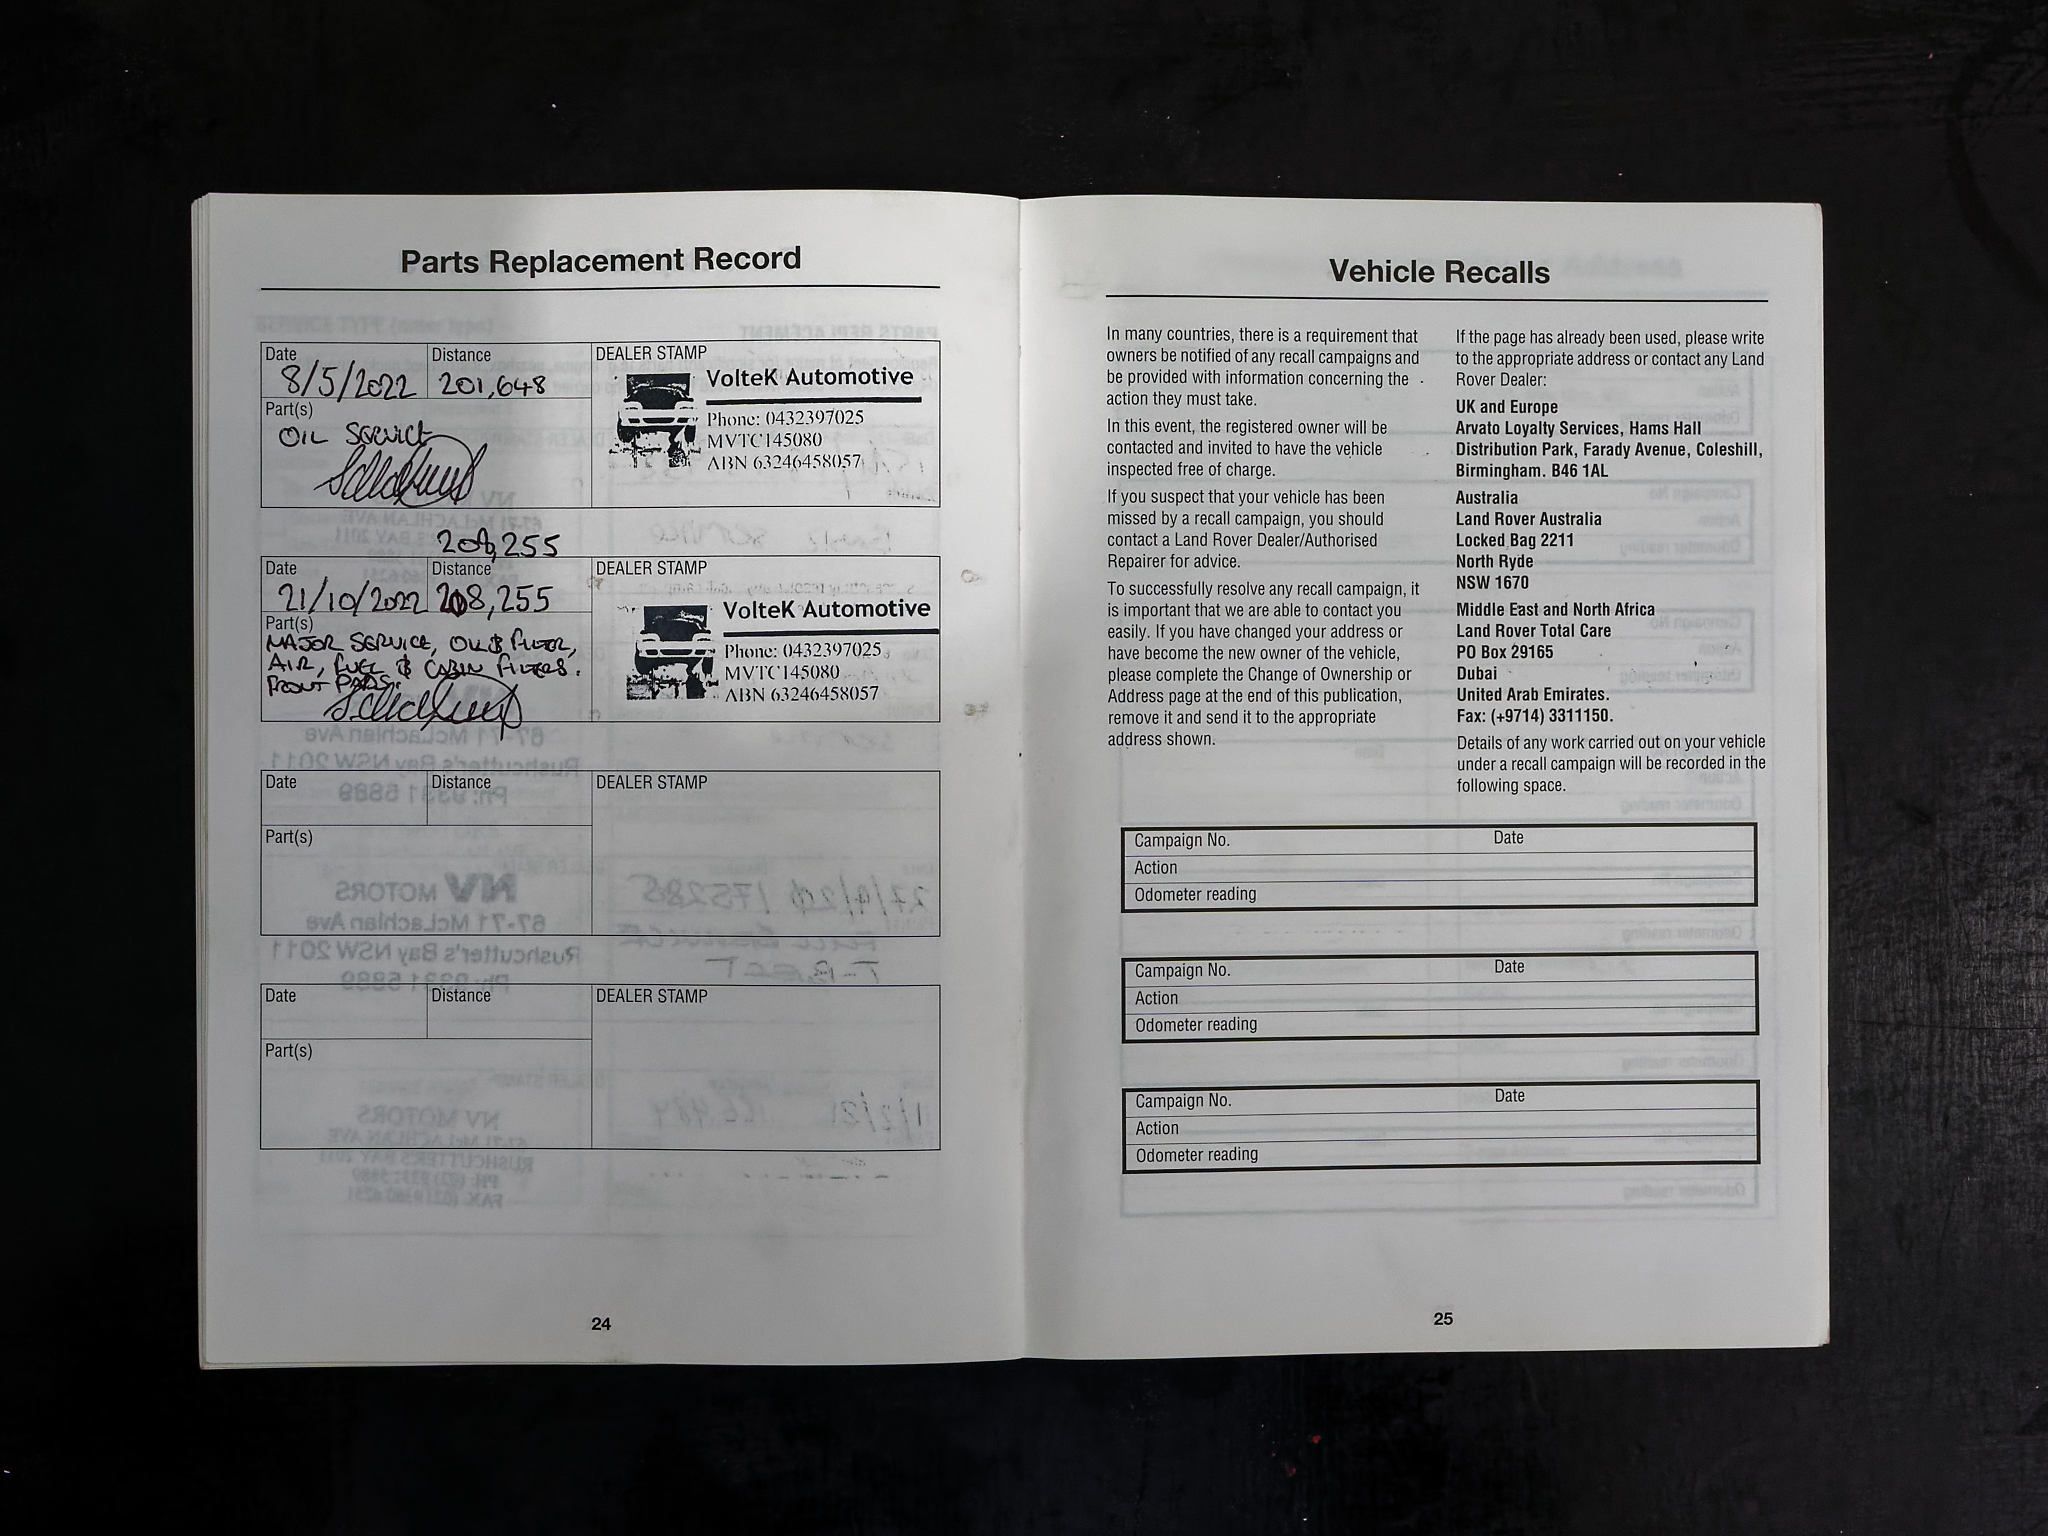 Parts Replacement Record
Date
8/5/2022
Distance
201,648
Part(s)
OIL SERVICE
DEALER STAMP
VolteK Automotive
Phone: 0432397025
MVTC145080
ABN 63246458057
208,255
Date
21/10/2022
Distance
208,255
Part(s)
MAJOR SERVICE, OIL & FILTER,
AIR, FUEL & CABIN FILTERS.
FRONT PADS.
DEALER STAMP
VolteK Automotive
Phone: 0432397025
MVTC145080
ABN 63246458057
Date
Distance
DEALER STAMP
Part(s)
Date
Distance
DEALER STAMP
Part(s)
24
Vehicle Recalls
In many countries, there is a requirement that
owners be notified of any recall campaigns and
be provided with information concerning the
action they must take.
In this event, the registered owner will be
contacted and invited to have the vehicle
inspected free of charge.
If you suspect that your vehicle has been
missed by a recall campaign, you should
contact a Land Rover Dealer/Authorised
Repairer for advice.
To successfully resolve any recall campaign, it
is important that we are able to contact you
easily. If you have changed your address or
have become the new owner of the vehicle,
please complete the Change of Ownership or
Address page at the end of this publication,
remove it and send it to the appropriate
address shown.
If the page has already been used, please write
to the appropriate address or contact any Land
Rover Dealer:
UK and Europe
Arvato Loyalty Services, Hams Hall
Distribution Park, Farady Avenue, Coleshill,
Birmingham. B46 1AL
Australia
Land Rover Australia
Locked Bag 2211
North Ryde
NSW 1670
Middle East and North Africa
Land Rover Total Care
PO Box 29165
Dubai
United Arab Emirates.
Fax: (+9714) 3311150.
Details of any work carried out on your vehicle
under a recall campaign will be recorded in the
following space.
Campaign No. Date
Action
Odometer reading
Campaign No. Date
Action
Odometer reading
Campaign No. Date
Action
Odometer reading
25